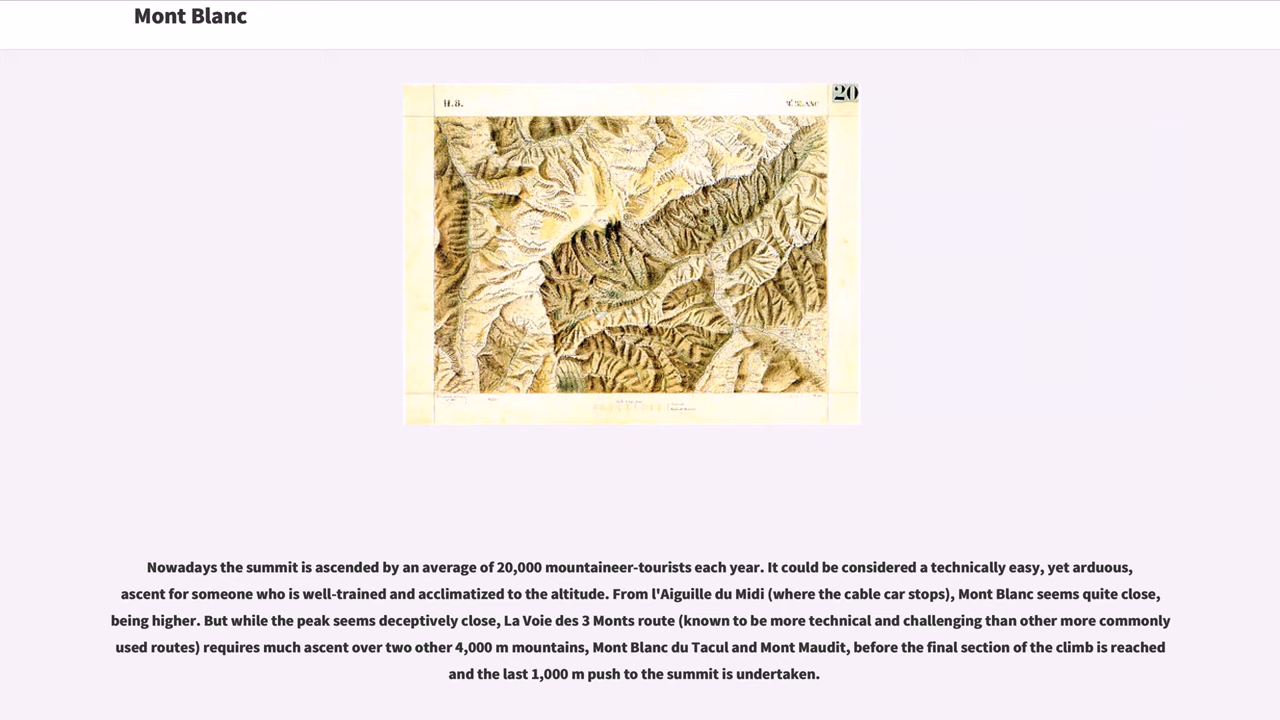 Mont Blanc
H.8.
20
Nowadays the summit is ascended by an average of 20,000 mountaineer-tourists each year. It could be considered a technically easy, yet arduous,
ascent for someone who is well-trained and acclimatized to the altitude. From l'Aiguille du Midi (where the cable car stops), Mont Blanc seems quite close,
being higher. But while the peak seems deceptively close, La Voie des 3 Monts route (known to be more technical and challenging than other more commonly
used routes) requires much ascent over two other 4,000 m mountains, Mont Blanc du Tacul and Mont Maudit, before the final section of the climb is reached
and the last 1,000 m push to the summit is undertaken.